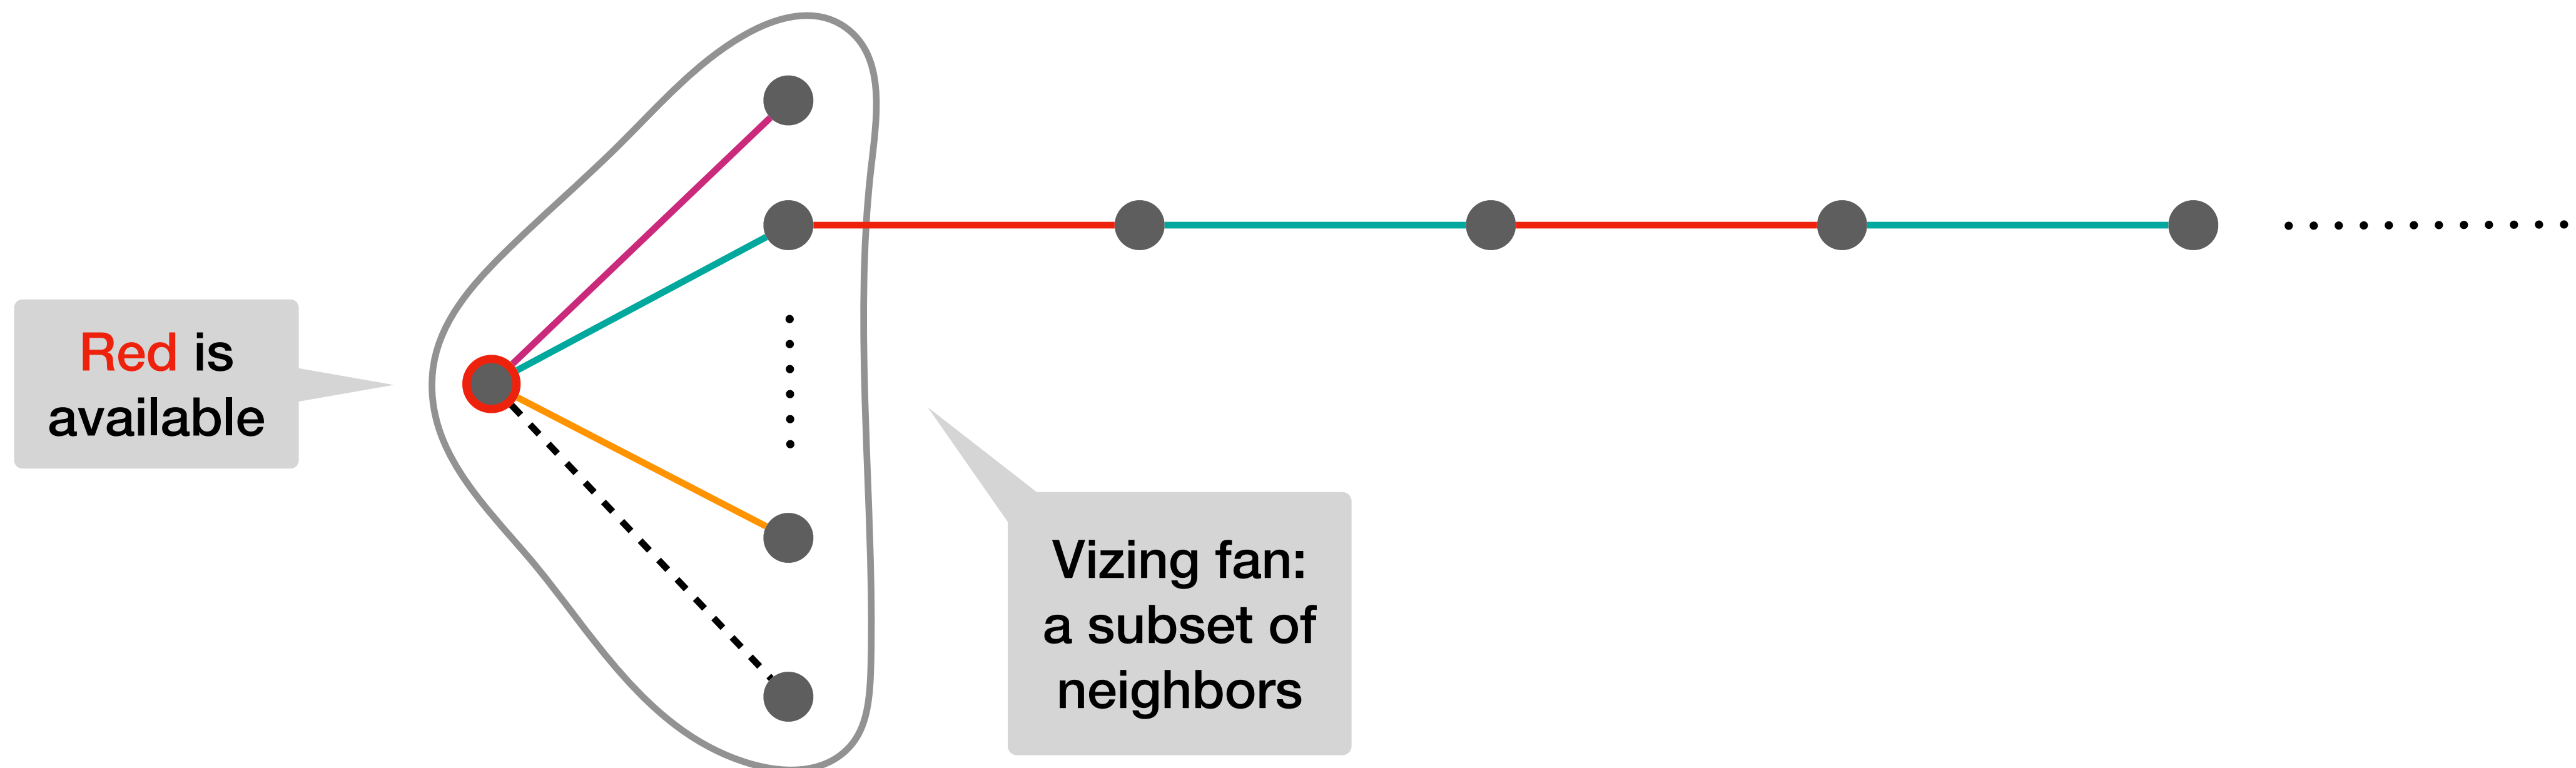 Red is
available
Vizing fan:
a subset of
neighbors